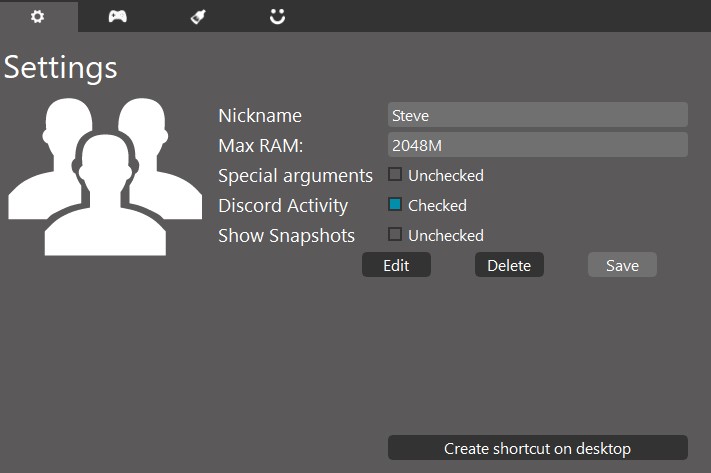 Settings
Nickname Steve
Max RAM: 2048M
Special arguments Unchecked
Discord Activity Checked
Show Snapshots Unchecked
Edit Delete Save
Create shortcut on desktop